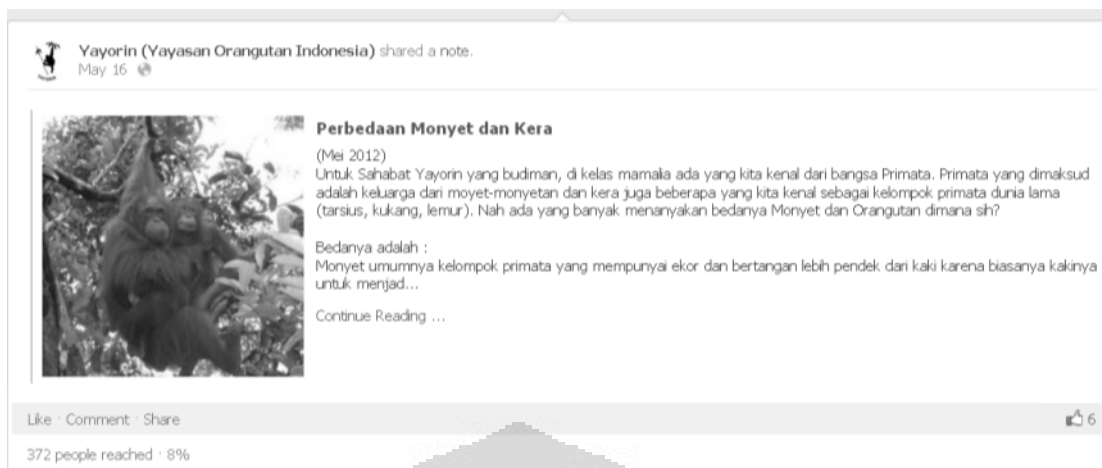 Yayorin (Yayasan Orangutan Indonesia) shared a note.
May 16
Perbedaan Monyet dan Kera
(Mei 2012)
Untuk Sahabat Yayorin yang budiman, di kelas mamalia ada yang kita kenal dari bangsa Primata. Primata yang dimaksud
adalah keluarga dari moyet-monyetan dan kera juga beberapa yang kita kenal sebagai kelompok primata dunia lama
(tarsius, kukang, lemur). Nah ada yang banyak menanyakan bedanya Monyet dan Orangutan dimana sih?
Bedanya adalah :
Monyet umumnya kelompok primata yang mempunyai ekor dan bertangan lebih pendek dari kaki karena biasanya kakinya
untuk menjad...
Continue Reading ...
Like · Comment · Share
6
372 people reached · 8%